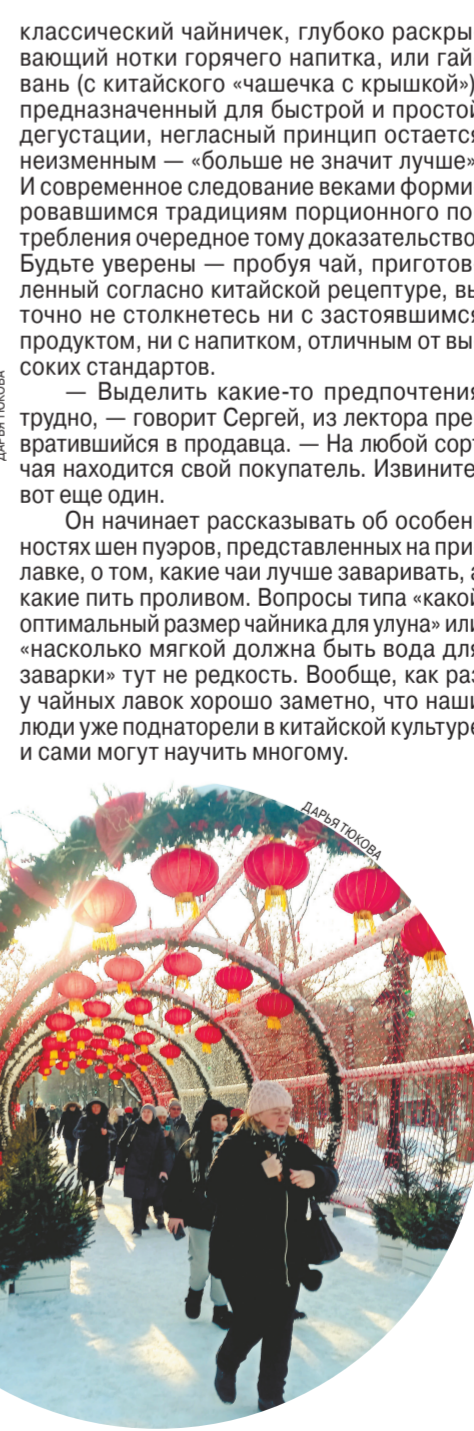 классический чайничек, глубоко раскры
вающий нотки горячего напитка, или гай
вань (с китайского «чашечка с крышкой»)
предназначенный для быстрой и простой
дегустации, негласный принцип остается
неизменным — «больше не значит лучше»
И современное следование веками форми
ровавшимся традициям порционного по
требления очередное тому доказательство
Будьте уверены — пробуя чай, приготов
ленный согласно китайской рецептуре, вы
точно не столкнетесь ни с застоявшимся
продуктом, ни с напитком, отличным от вы
соких стандартов.
— Выделить какие-то предпочтения
трудно, — говорит Сергей, из лектора пре
вратившийся в продавца. — На любой сорт
чая находится свой покупатель. Извините
вот еще один.
Он начинает рассказывать об особен
ностях шен пуэров, представленных на при
лавке, о том, какие чаи лучше заваривать, а
какие пить проливом. Вопросы типа «какой
оптимальный размер чайника для улуна» или
«насколько мягкой должна быть вода для
заварки» тут не редкость. Вообще, как раз
у чайных лавок хорошо заметно, что наши
люди уже поднаторели в китайской культуре
и сами могут научить многому.
ДАРЬЯ ТЮКОВА
ДАРЬЯ ТЮКОВА